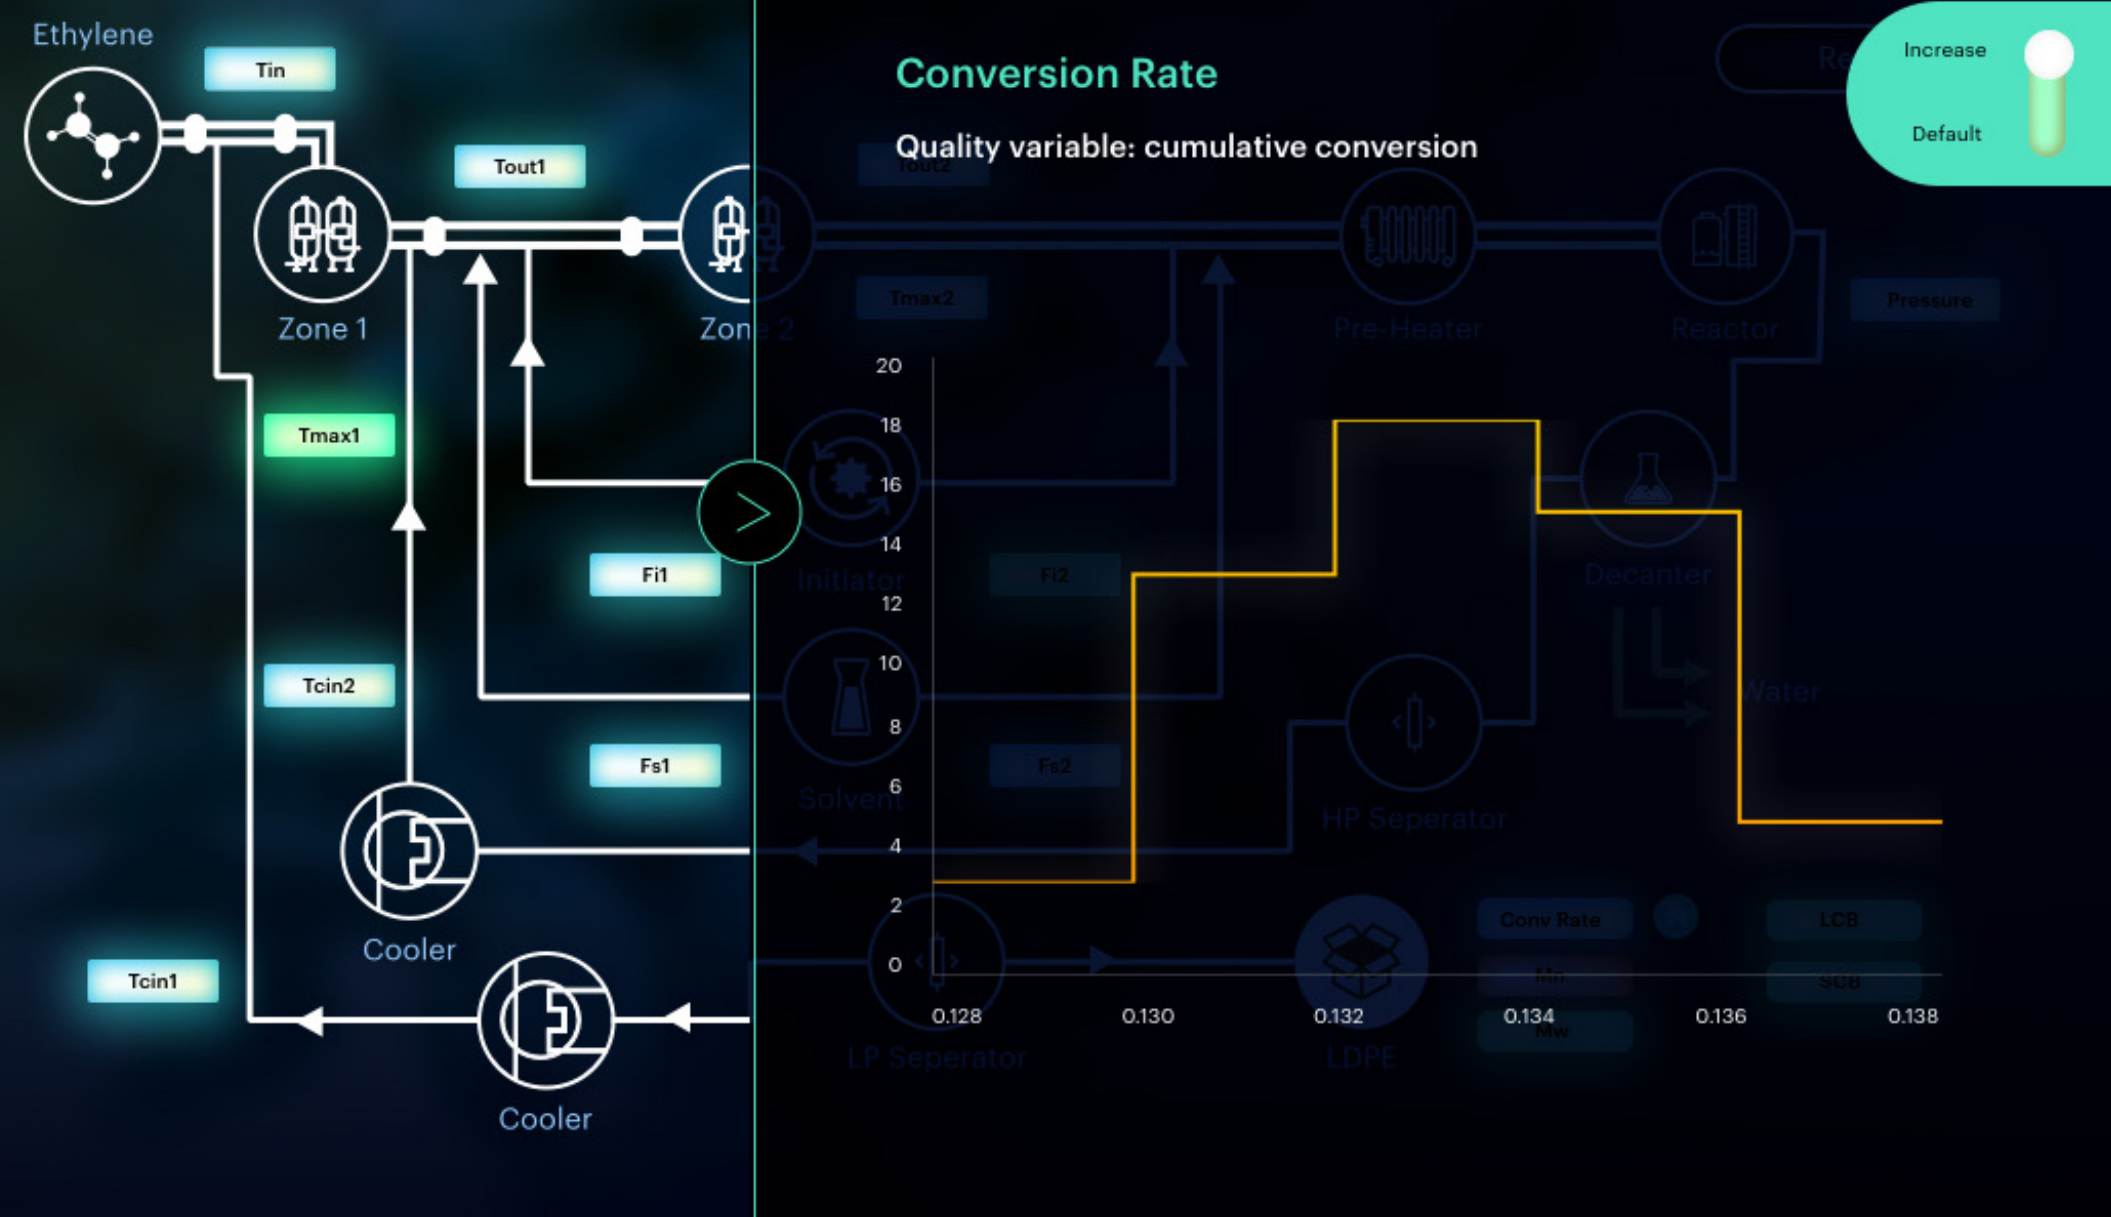 Ethylene
Tin
Tout1
Zone 1
Zone 2
Tmax1
Fi1
Tcin2
Fs1
Cooler
Tcin1
Cooler
Conversion Rate
Quality variable: cumulative conversion
Increase
Default
Re
Tout2
Tmax2
Pre-Heater
Reactor
Pressure
20
18
16
14
12
10
8
6
4
2
0
0.128
0.130
0.132
0.134
0.136
0.138
Initiator
Fi2
Decanter
Water
Solvent
Fs2
HP Seperator
Conv Rate
LCB
Mn
SCB
Mw
LP Seperator
LDPE